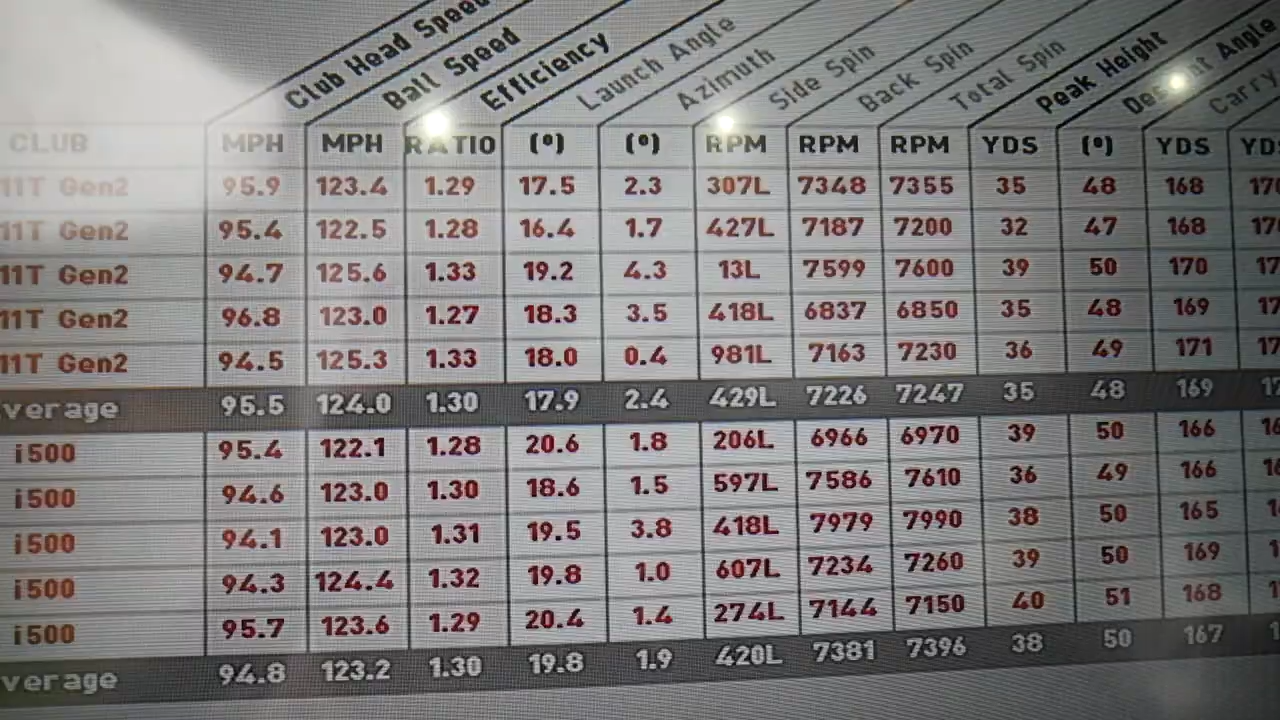 Club Head Speed Ball Speed Efficiency Launch Angle Azimuth Side Spin Back Spin Total Spin Peak Height Angle Carry
CLUB MPH MPH RATIO (º) (º) RPM RPM RPM YDS (º) YDS YDS
11T Gen2 95.9 123.4 1.29 17.5 2.3 307L 7348 7355 35 48 168
11T Gen2 95.4 122.5 1.28 16.4 1.7 427L 7187 7200 32 47 168
11T Gen2 94.7 125.6 1.33 19.2 4.3 13L 7599 7600 39 50 170
11T Gen2 96.8 123.0 1.27 18.3 3.5 418L 6837 6850 35 48 169
11T Gen2 94.5 125.3 1.33 18.0 0.4 981L 7163 7230 36 49 171
verage 95.5 124.0 1.30 17.9 2.4 429L 7226 7247 35 48 169
i500 95.4 122.1 1.28 20.6 1.8 206L 6966 6970 39 50 166
i500 94.6 123.0 1.30 18.6 1.5 597L 7586 7610 36 49 166
i500 94.1 123.0 1.31 19.5 3.8 418L 7979 7990 38 50 165
i500 94.3 124.4 1.32 19.8 1.0 607L 7234 7260 39 50 169
i500 95.7 123.6 1.29 20.4 1.4 274L 7144 7150 40 51 168
verage 94.8 123.2 1.30 19.8 1.9 420L 7381 7396 38 50 167